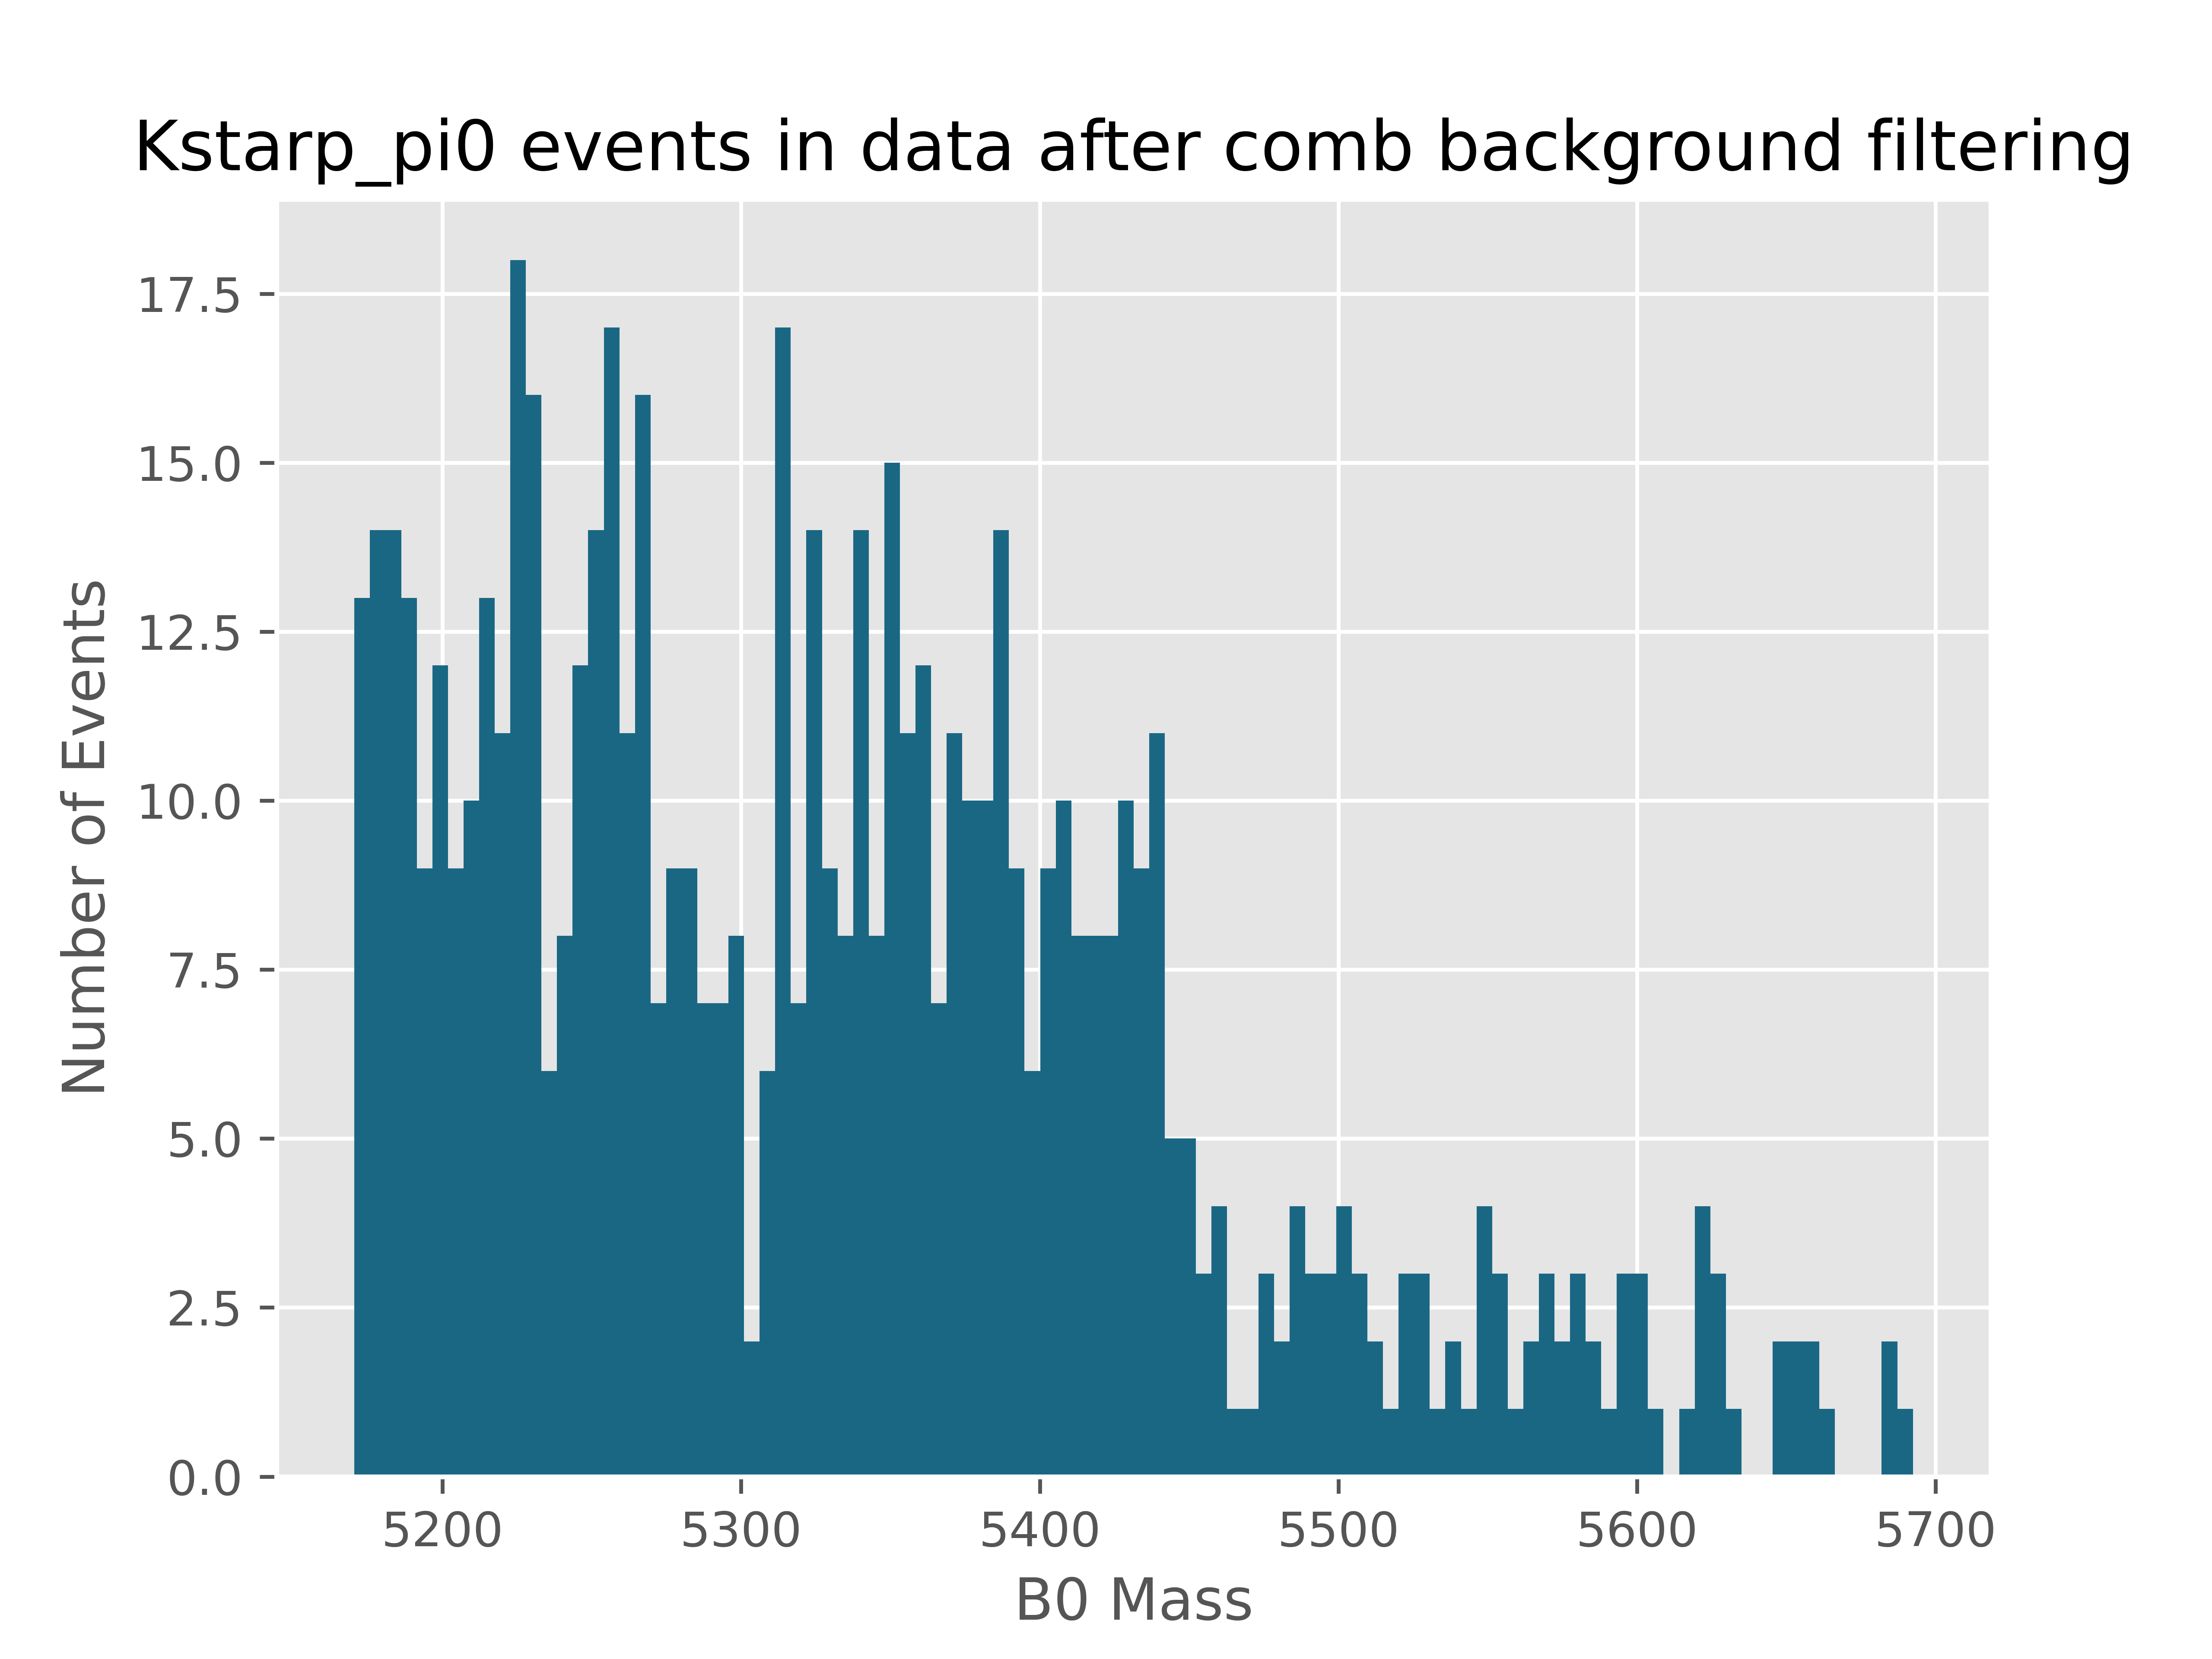 Kstarp_pi0 events in data after comb background filtering
17.5
15.0
12.5
10.0
7.5
5.0
2.5
0.0
Number of Events
5200 5300 5400 5500 5600 5700
B0 Mass